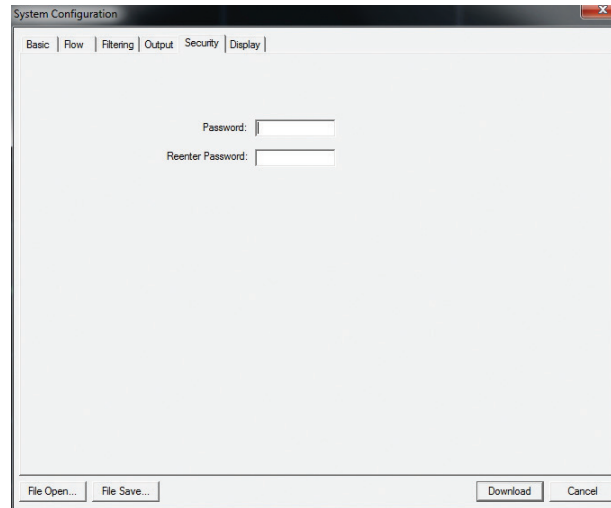 System Configuration
Basic Flow Filtering Output Security Display
Password:
Reenter Password:
File Open... File Save... Download Cancel